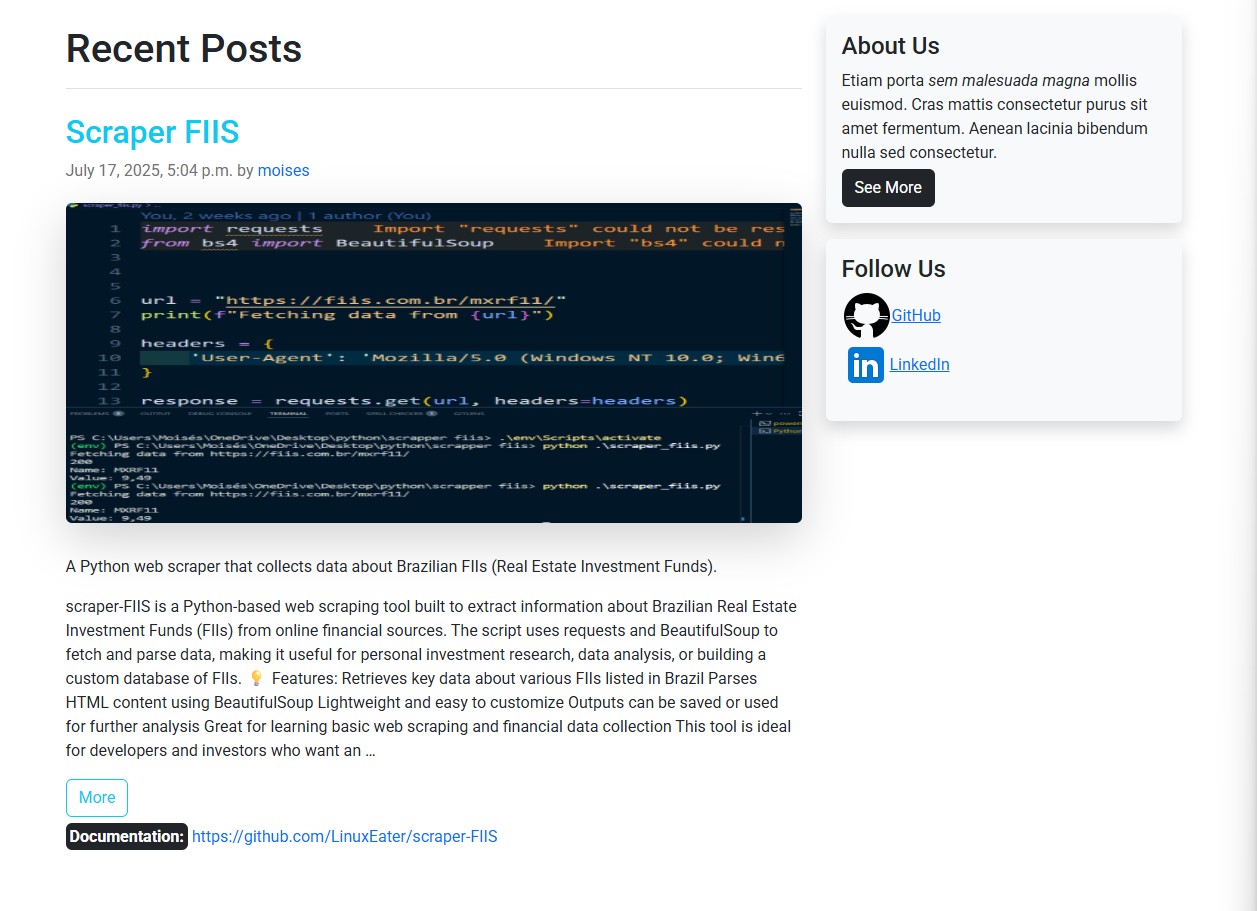 Recent Posts
Scraper FIIS
July 17, 2025, 5:04 p.m. by moises
scraper_fiis.py > ...
You, 2 weeks ago | 1 author (You)
1 import requests Import "requests" could not be res
2 from bs4 import BeautifulSoup Import "bs4" could n
3
4
5
6 url = "https://fiis.com.br/mxrf11/"
7 print(f"Fetching data from {url}")
8
9 headers = {
10 'User-Agent': 'Mozilla/5.0 (Windows NT 10.0; Win6
11 }
12
13 response = requests.get(url, headers=headers)
PROBLEMS OUTPUT DEBUG CONSOLE TERMINAL PORTS SPELL CHECKER GITLENS
PS C:\Users\Moisés\OneDrive\Desktop\python\scrapper fiis> .\env\Scripts\activate
(env) PS C:\Users\Moisés\OneDrive\Desktop\python\scrapper fiis> python .\scraper_fiis.py
Fetching data from https://fiis.com.br/mxrf11/
200
Name: MXRF11
Value: 9,49
(env) PS C:\Users\Moisés\OneDrive\Desktop\python\scrapper fiis> python .\scraper_fiis.py
Fetching data from https://fiis.com.br/mxrf11/
200
Name: MXRF11
Value: 9,49
power
Python
A Python web scraper that collects data about Brazilian FIIs (Real Estate Investment Funds).
scraper-FIIS is a Python-based web scraping tool built to extract information about Brazilian Real Estate
Investment Funds (FIIs) from online financial sources. The script uses requests and BeautifulSoup to
fetch and parse data, making it useful for personal investment research, data analysis, or building a
custom database of FIIs. 💡 Features: Retrieves key data about various FIIs listed in Brazil Parses
HTML content using BeautifulSoup Lightweight and easy to customize Outputs can be saved or used
for further analysis Great for learning basic web scraping and financial data collection This tool is ideal
for developers and investors who want an …
More
Documentation: https://github.com/LinuxEater/scraper-FIIS
About Us
Etiam porta sem malesuada magna mollis
euismod. Cras mattis consectetur purus sit
amet fermentum. Aenean lacinia bibendum
nulla sed consectetur.
See More
Follow Us
GitHub
in LinkedIn